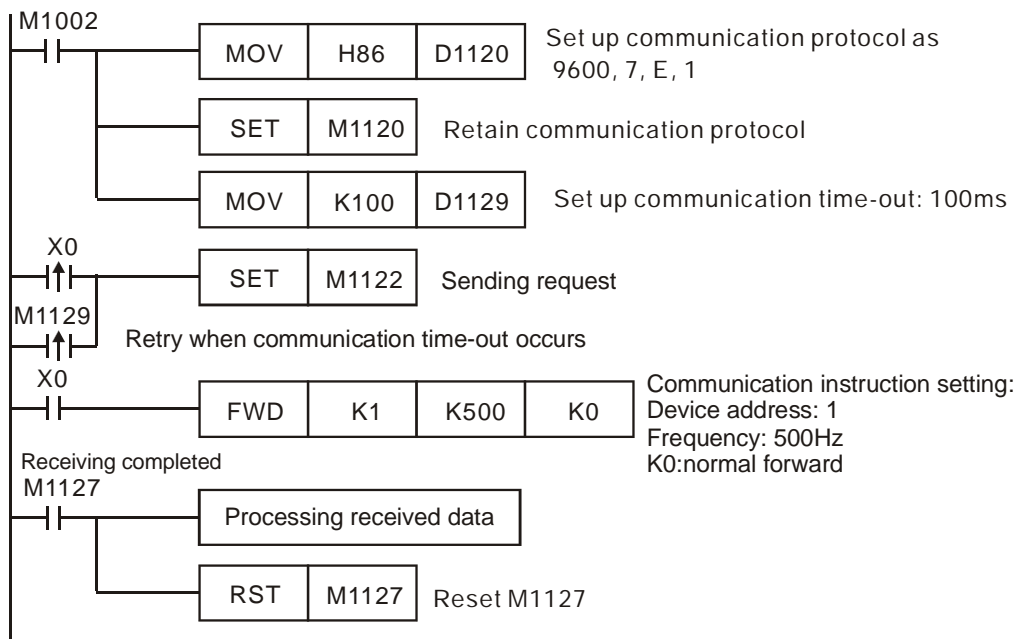 M1002
MOV H86 D1120 Set up communication protocol as
9600, 7, E, 1
SET M1120 Retain communication protocol
MOV K100 D1129 Set up communication time-out: 100ms
X0
SET M1122 Sending request
M1129
Retry when communication time-out occurs
X0
FWD K1 K500 K0
Communication instruction setting:
Device address: 1
Frequency: 500Hz
K0:normal forward
Receiving completed
M1127
Processing received data
RST M1127 Reset M1127